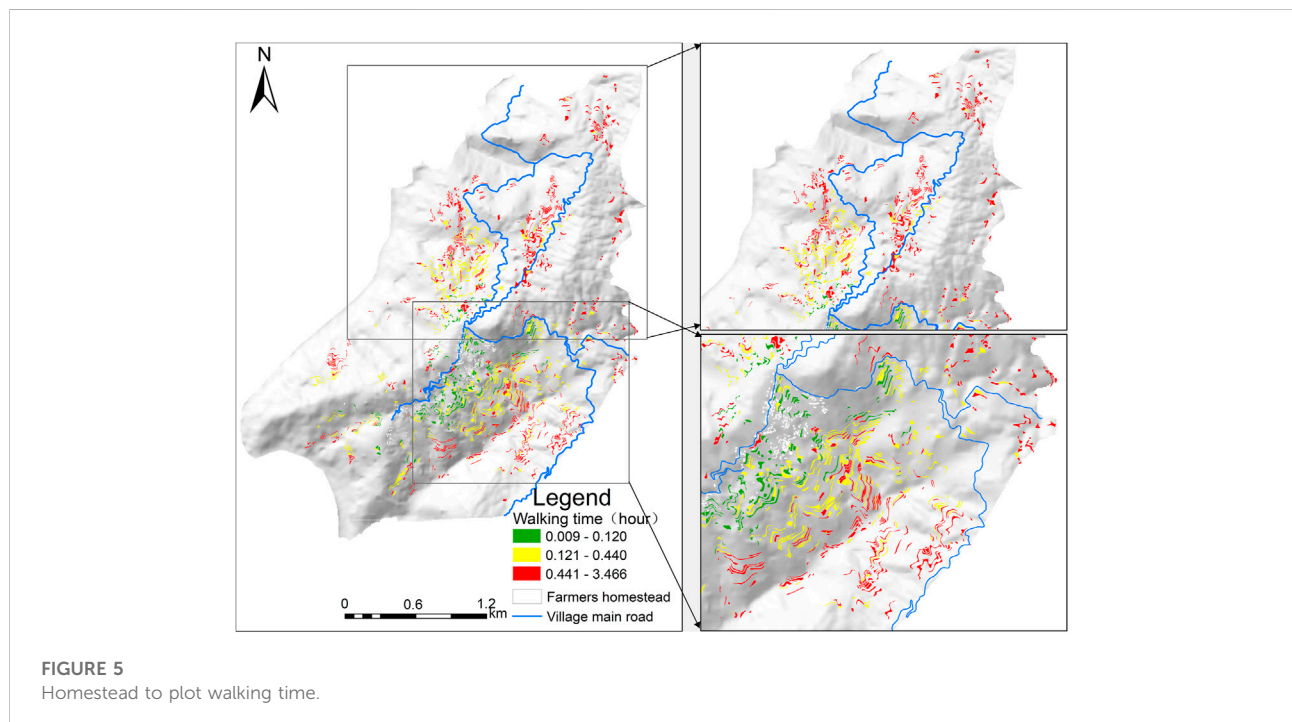 N
Legend
Walking time（hour）
0.009 - 0.120
0.121 - 0.440
0.441 - 3.466
Farmers homestead
Village main road
0 0.6 1.2
km
FIGURE 5
Homestead to plot walking time.